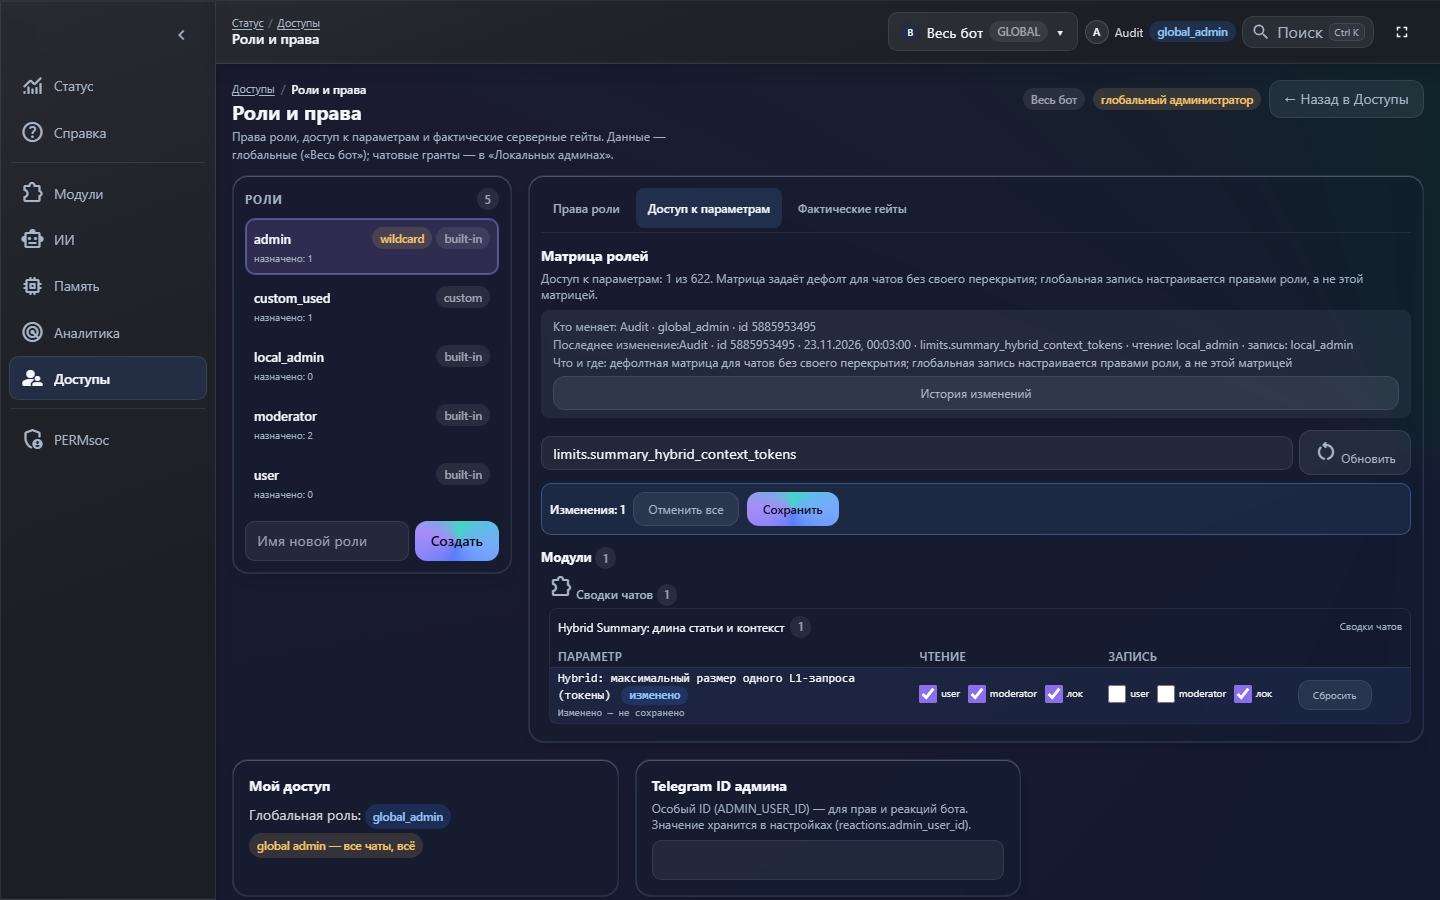 Статус / Доступы
Роли и права
В Весь бот GLOBAL ▾
A Audit global_admin
Поиск Ctrl K
Статус
Справка
Модули
ИИ
Память
Аналитика
Доступы
PERMsoc
Доступы / Роли и права
Роли и права
Права роли, доступ к параметрам и фактические серверные гейты. Данные —
глобальные («Весь бот»); чатовые гранты — в «Локальных админах».
Весь бот глобальный администратор ← Назад в Доступы
РОЛИ 5
admin wildcard built-in
назначено: 1
custom_used custom
назначено: 1
local_admin built-in
назначено: 0
moderator built-in
назначено: 2
user built-in
назначено: 0
Имя новой роли Создать
Права роли Доступ к параметрам Фактические гейты
Матрица ролей
Доступ к параметрам: 1 из 622. Матрица задаёт дефолт для чатов без своего перекрытия; глобальная запись настраивается правами роли, а не этой
матрицей.
Кто меняет: Audit · global_admin · id 5885953495
Последнее изменение:Audit · id 5885953495 · 23.11.2026, 00:03:00 · limits.summary_hybrid_context_tokens · чтение: local_admin · запись: local_admin
Что и где: дефолтная матрица для чатов без своего перекрытия; глобальная запись настраивается правами роли, а не этой матрицей
История изменений
limits.summary_hybrid_context_tokens Обновить
Изменения: 1 Отменить все Сохранить
Модули 1
Сводки чатов 1
Hybrid Summary: длина статьи и контекст 1 Сводки чатов
ПАРАМЕТР ЧТЕНИЕ ЗАПИСЬ
Hybrid: максимальный размер одного L1-запроса
(токены) изменено
Изменено — не сохранено
user moderator лок user moderator лок Сбросить
Мой доступ
Глобальная роль: global_admin
global admin — все чаты, всё
Telegram ID админа
Особый ID (ADMIN_USER_ID) — для прав и реакций бота.
Значение хранится в настройках (reactions.admin_user_id).